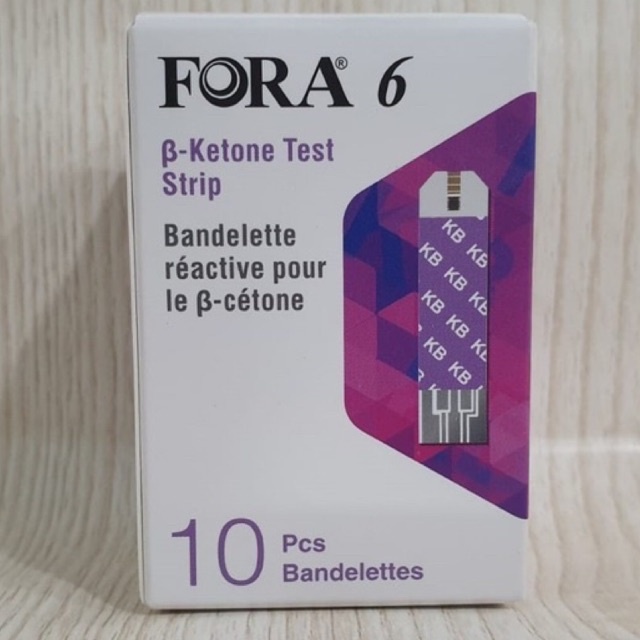 FORA® 6
β-Ketone Test
Strip
Bandelette
réactive pour
le β-cétone
KB
KB KB
KB KB
KB KB KB
KB KB
10 Pcs
Bandelettes